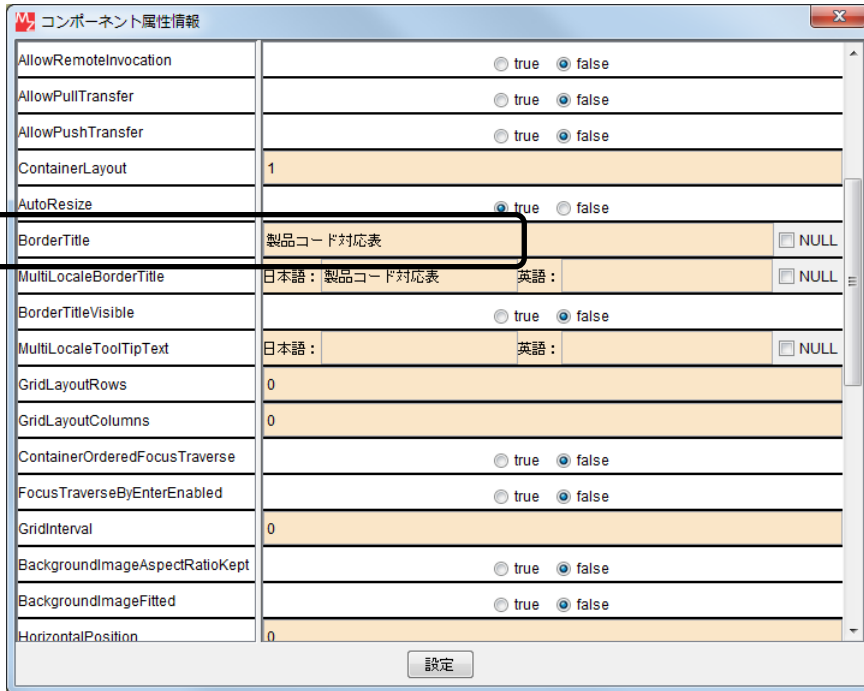 コンポーネント属性情報
AllowRemoteInvocation true false
AllowPullTransfer true false
AllowPushTransfer true false
ContainerLayout 1
AutoResize true false
BorderTitle 製品コード対応表 NULL
MultiLocaleBorderTitle 日本語： 製品コード対応表 英語： NULL
BorderTitleVisible true false
MultiLocaleToolTipText 日本語： 英語： NULL
GridLayoutRows 0
GridLayoutColumns 0
ContainerOrderedFocusTraverse true false
FocusTraverseByEnterEnabled true false
GridInterval 0
BackgroundImageAspectRatioKept true false
BackgroundImageFitted true false
HorizontalPosition 0
設定